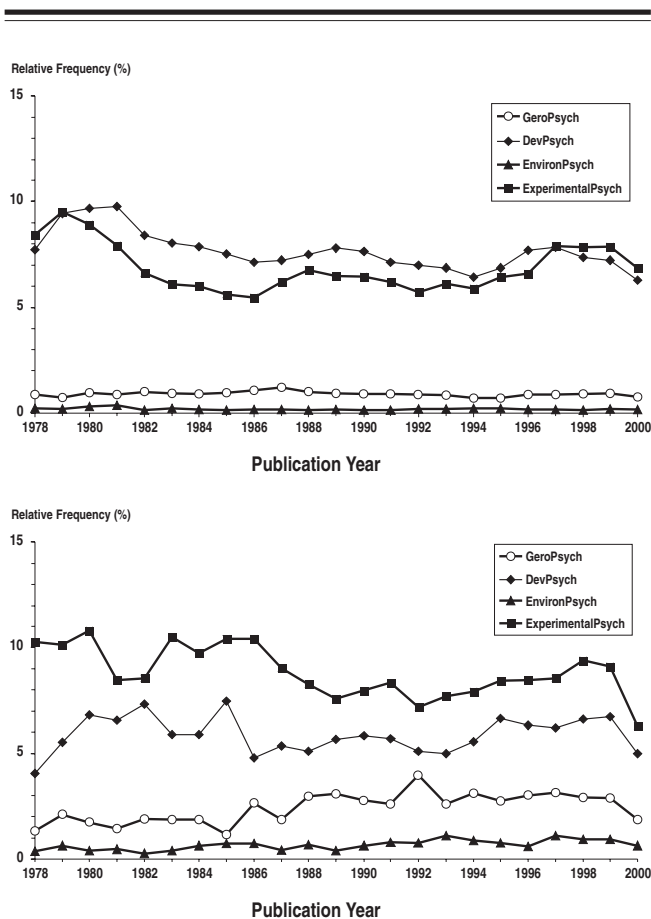 Relative Frequency (%)
15
GeroPsych
DevPsych
EnvironPsych
ExperimentalPsych
10
5
0
1978 1980 1982 1984 1986 1988 1990 1992 1994 1996 1998 2000
Publication Year
Relative Frequency (%)
15
GeroPsych
DevPsych
EnvironPsych
ExperimentalPsych
10
5
0
1978 1980 1982 1984 1986 1988 1990 1992 1994 1996 1998 2000
Publication Year